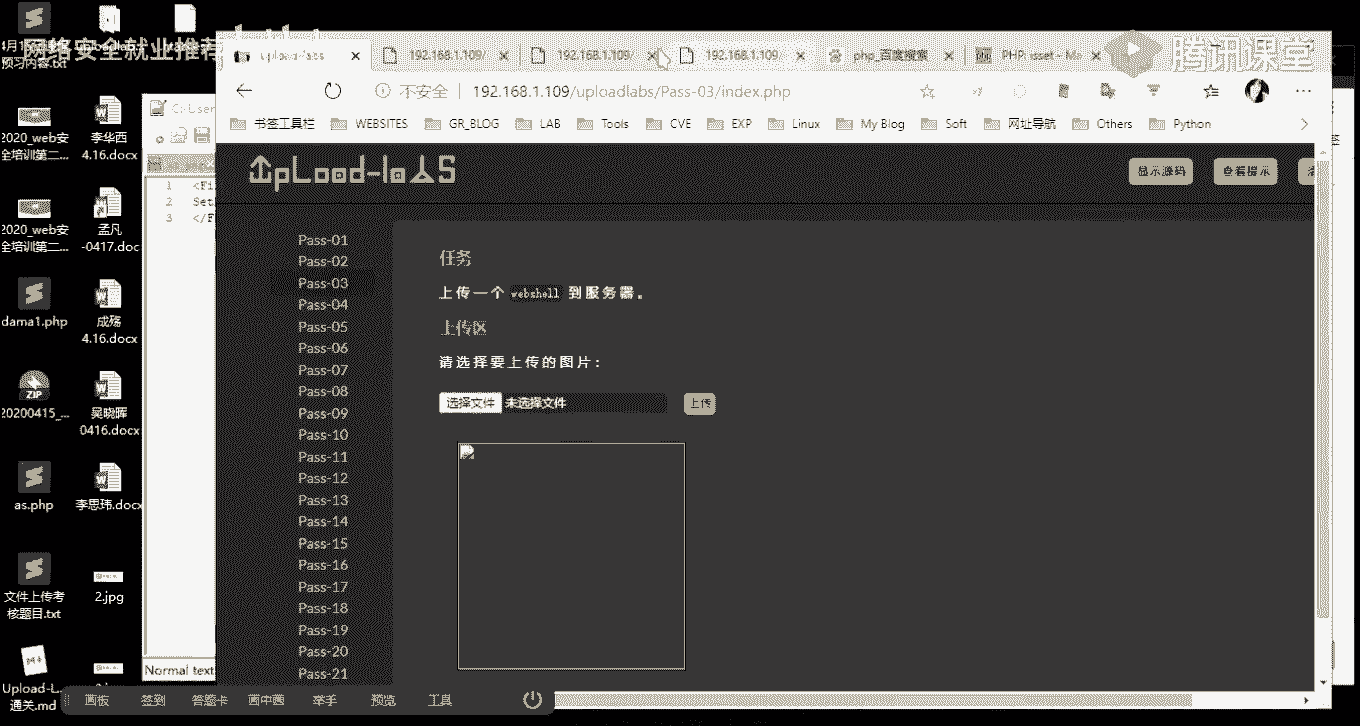 网络安全就业推荐
腾讯课堂
4月1
预习内容.txt
2020_web安
全培训第二...
李华西
4.16.docx
2020_web安
全培训第二...
孟凡
-0417.doc
dama1.php
成殇
4.16.docx
20200415_...
吴晓晖
0416.docx
as.php
李思玮.docx
文件上传考
核题目.txt
2.jpg
Upload-L...
通关.md
C:\User
1 <Fi
2 Set
3 </F
Normal text
192.168.1.109/
192.168.1.109/
192.168.1.109/
php_百度搜索
PHP: isset - Ma
不安全 | 192.168.1.109/uploadlabs/Pass-03/index.php
书签工具栏 WEBSITES GR_BLOG LAB Tools CVE EXP Linux My Blog Soft 网址导航 Others Python
UpLoad-labs
显示源码 查看提示
Pass-01
Pass-02
Pass-03
Pass-04
Pass-05
Pass-06
Pass-07
Pass-08
Pass-09
Pass-10
Pass-11
Pass-12
Pass-13
Pass-14
Pass-15
Pass-16
Pass-17
Pass-18
Pass-19
Pass-20
Pass-21
任务
上传一个 webshell 到服务器。
上传区
请选择要上传的图片：
选择文件 未选择文件 上传
画板 签到 答题卡 画中画 举手 预览 工具